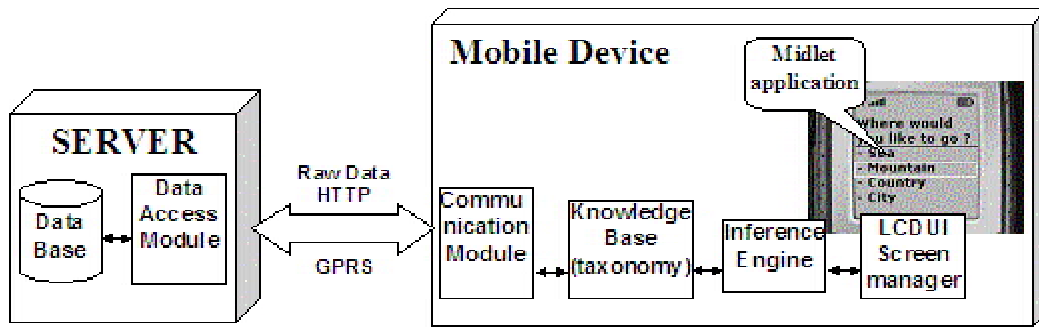 SERVER
Data
Base
Data
Access
Module
Raw Data
HTTP
GPRS
Mobile Device
Midlet
application
Where would
you like to go ?
- Sea
- Mountain
- Country
- City
Commu
nication
Module
Knowledge
Base
(taxonomy)
Inference
Engine
LCDUI
Screen
manager